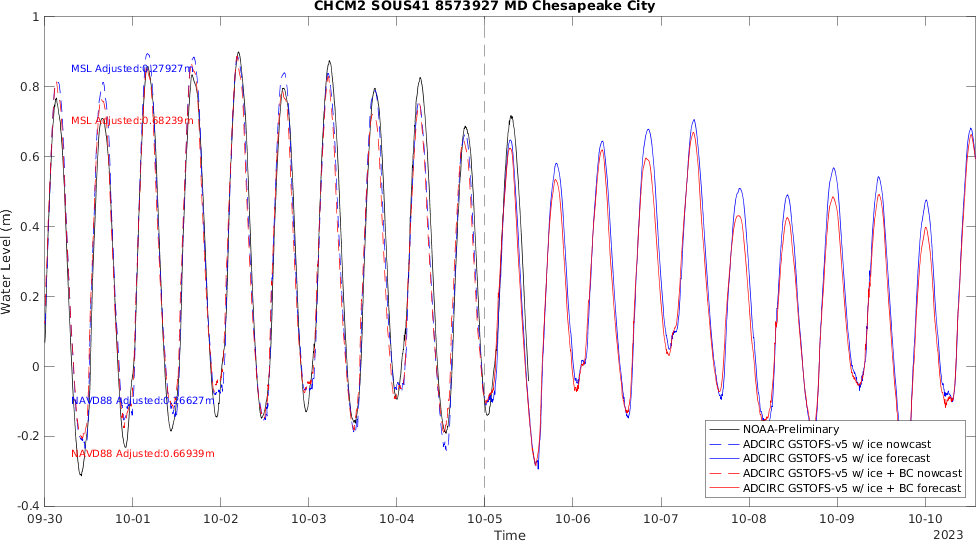 CHCM2 SOUS41 8573927 MD Chesapeake City
1
0.8
0.6
0.4
0.2
0
-0.2
-0.4
Water Level (m)
MSL Adjusted:0.27927m
MSL Adjusted:0.68239m
NAVD88 Adjusted:0.26627m
NAVD88 Adjusted:0.66939m
NOAA-Preliminary
ADCIRC GSTOFS-v5 w/ ice nowcast
ADCIRC GSTOFS-v5 w/ ice forecast
ADCIRC GSTOFS-v5 w/ ice + BC nowcast
ADCIRC GSTOFS-v5 w/ ice + BC forecast
09-30 10-01 10-02 10-03 10-04 10-05 10-06 10-07 10-08 10-09 10-10
Time
2023